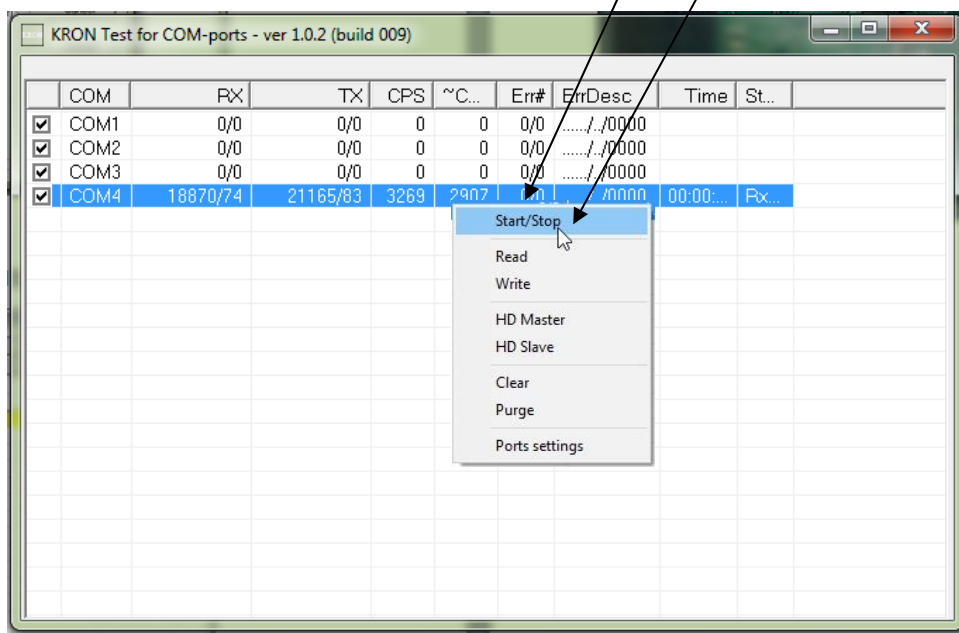 KRON Test for COM-ports - ver 1.0.2 (build 009)
COM RX TX CPS ~C... Err# ErrDesc Time St...
COM1 0/0 0/0 0 0 0/0 ....../../0000
COM2 0/0 0/0 0 0 0/0 ....../../0000
COM3 0/0 0/0 0 0 0/0 ....../../0000
COM4 18870/74 21165/83 3269 2907 0/0 /0000 00:00:... Rx...
Start/Stop
Read
Write
HD Master
HD Slave
Clear
Purge
Ports settings